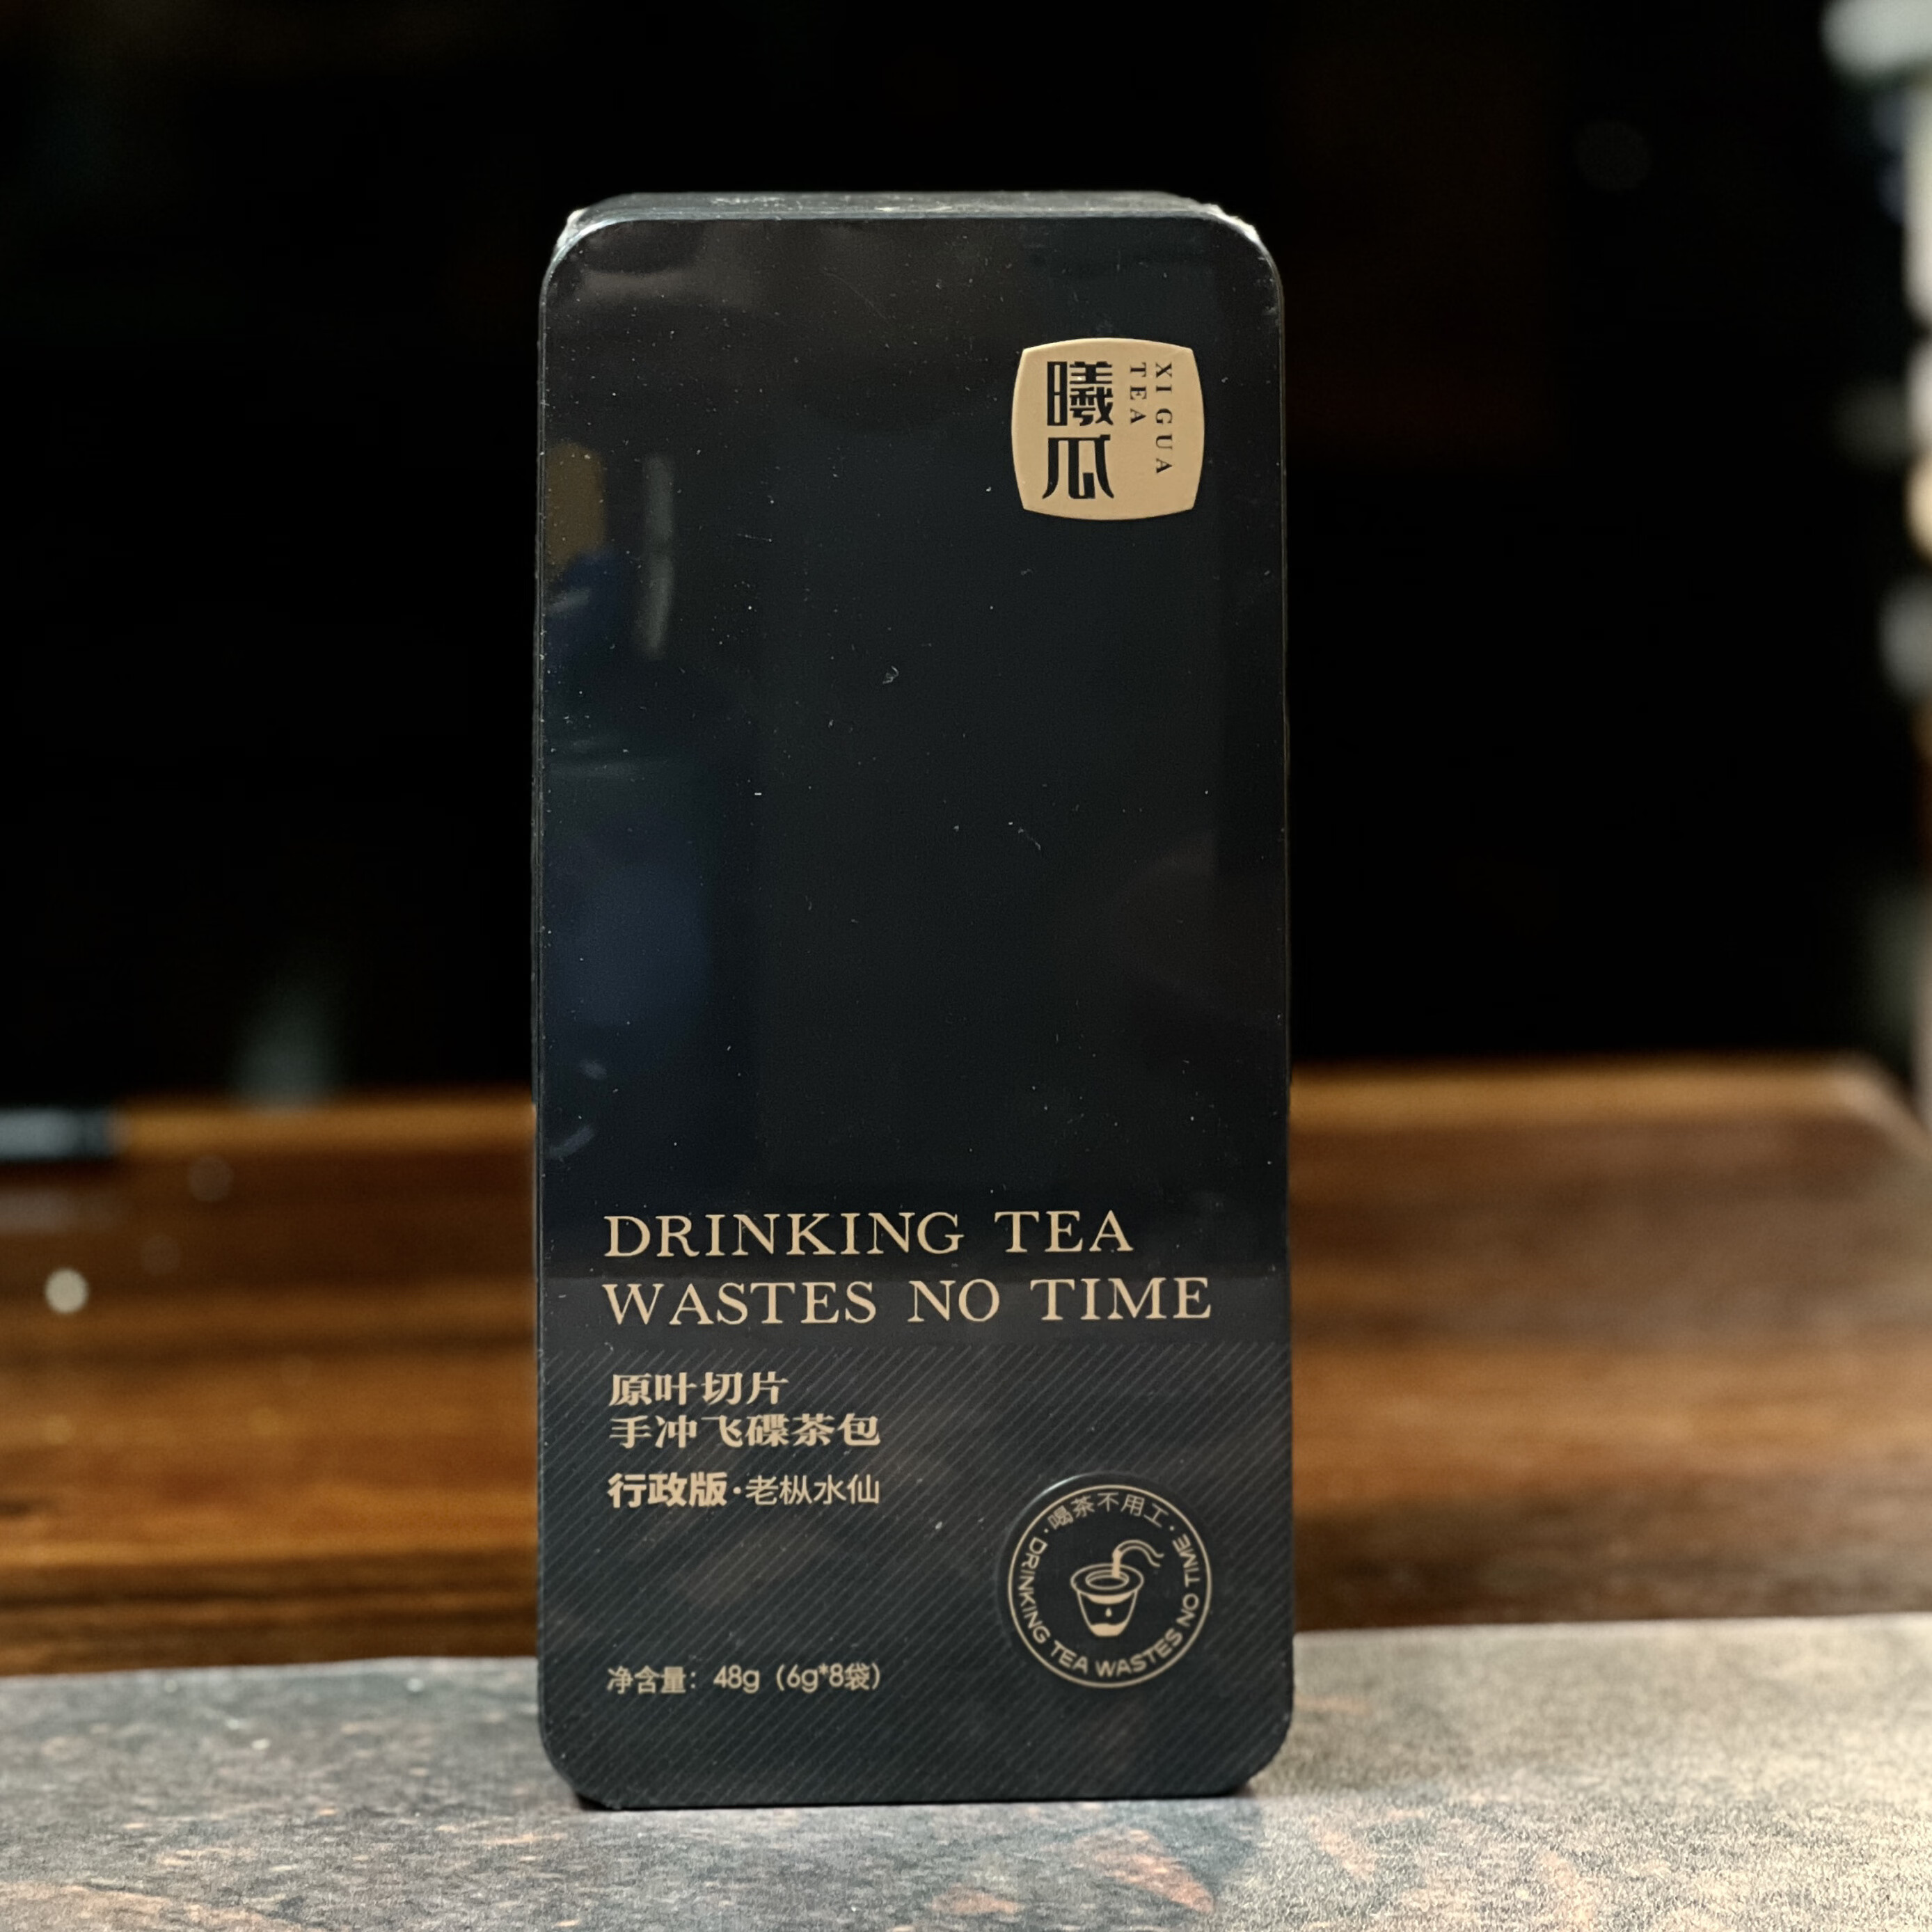 曦瓜
XI GUA
TEA
DRINKING TEA
WASTES NO TIME
原叶切片
手冲飞碟茶包
行政版·老枞水仙
·喝茶不用工·
DRINKING TEA WASTES NO TIME
净含量：48g（6g*8袋）